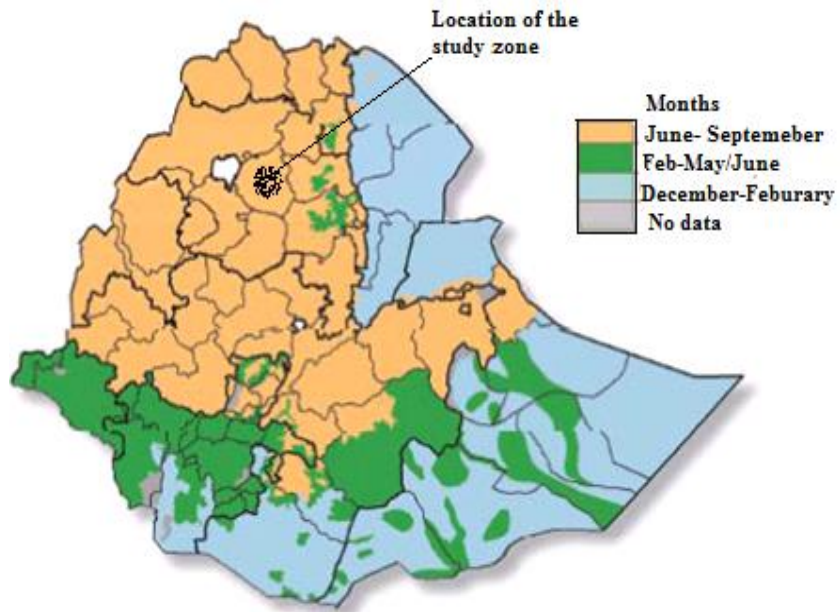 Location of the
study zone
Months
June- Septemeber
Feb-May/June
December-Feburary
No data